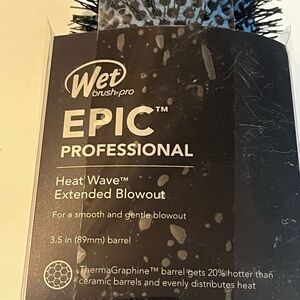 Wet
brush·pro
EPIC™
PROFESSIONAL
Heat Wave™
Extended Blowout
For a smooth and gentle blowout
3.5 in (89mm) barrel
ThermaGraphine™ barrel gets 20% hotter than
ceramic barrels and evenly distributes heat